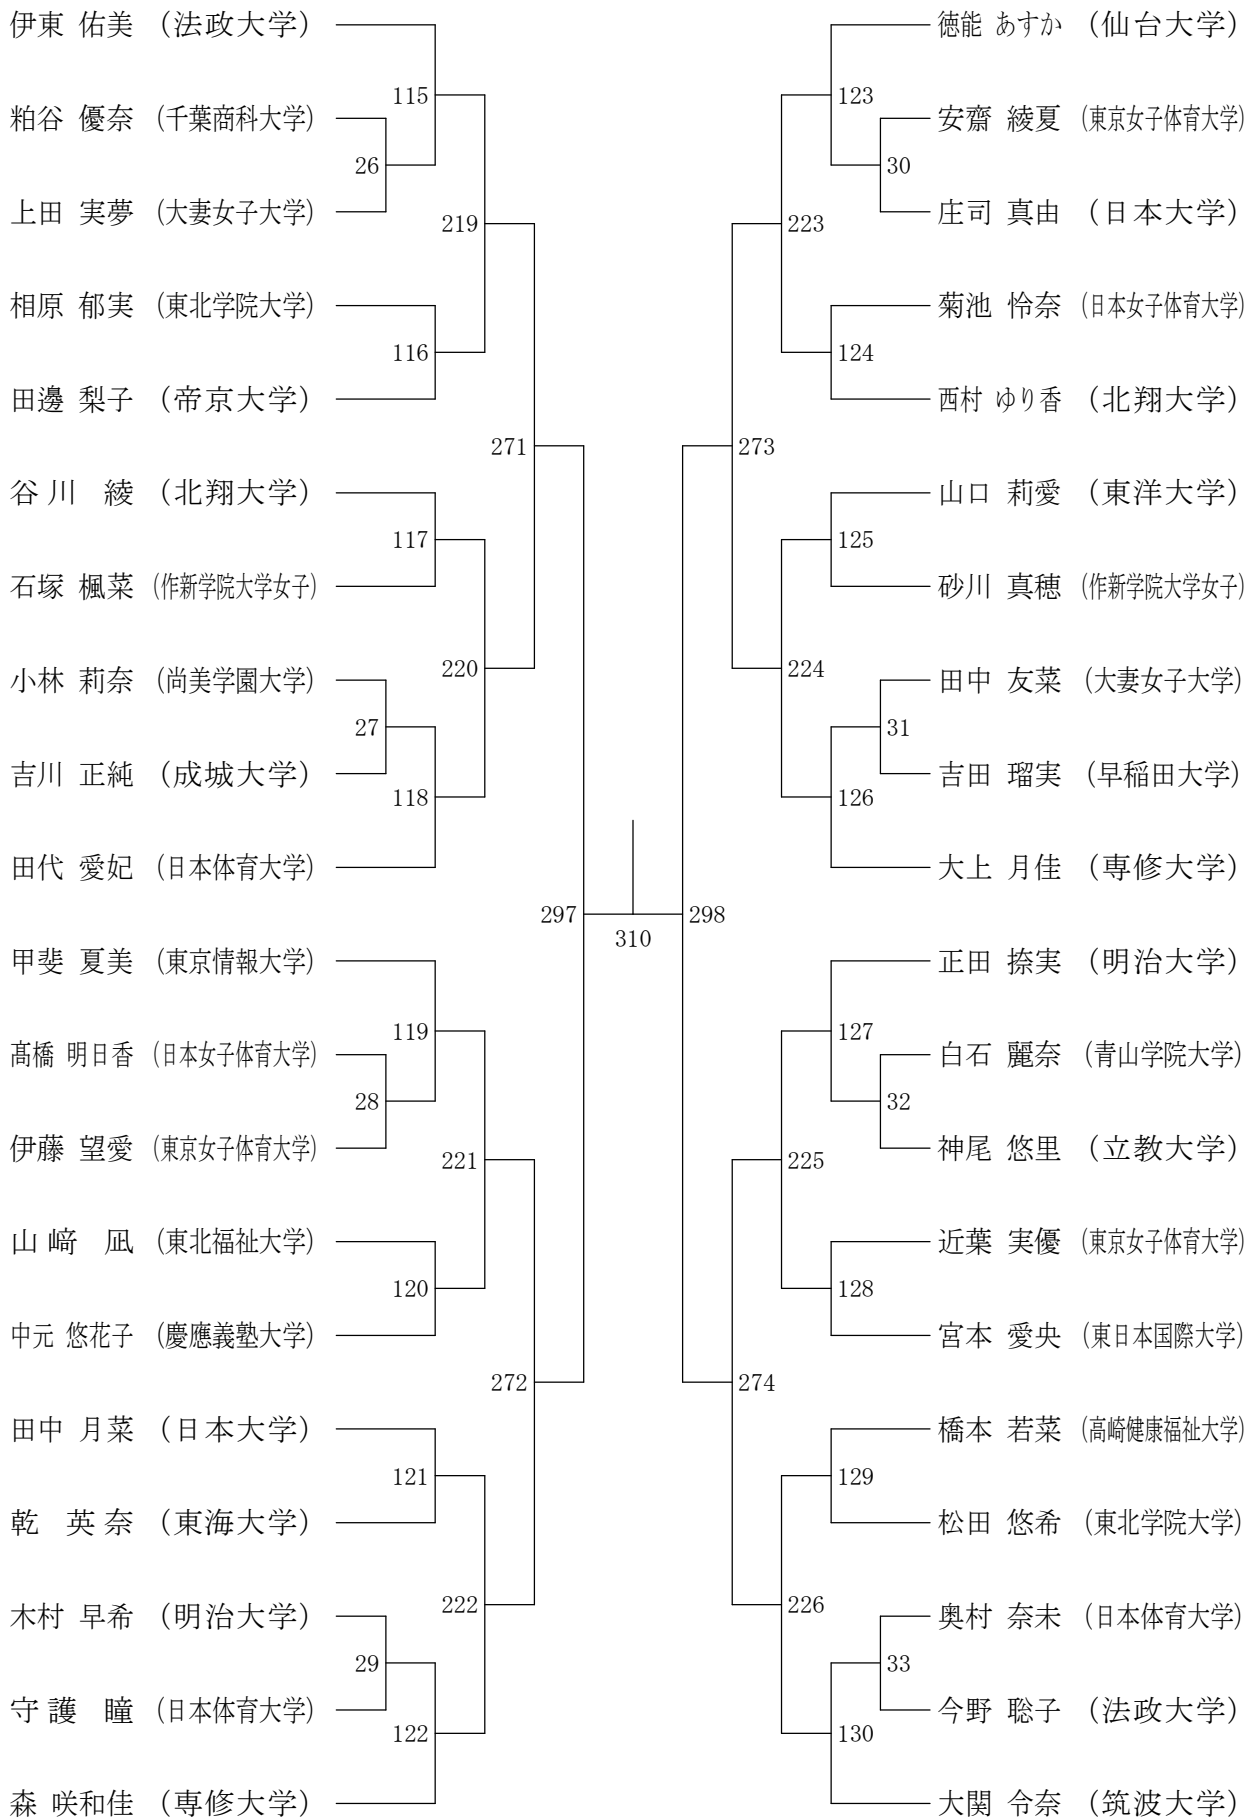 伊東 佑美 （法政大学）
115
粕谷 優奈 （千葉商科大学）
26
上田 実夢 （大妻女子大学）
219
相原 郁実 （東北学院大学）
116
田邊 梨子 （帝京大学）
271
谷川 綾 （北翔大学）
117
石塚 楓菜 （作新学院大学女子）
220
小林 莉奈 （尚美学園大学）
27
吉川 正純 （成城大学）
118
田代 愛妃 （日本体育大学）
297
甲斐 夏美 （東京情報大学）
119
髙橋 明日香 （日本女子体育大学）
28
伊藤 望愛 （東京女子体育大学）
221
山﨑 凪 （東北福祉大学）
120
中元 悠花子 （慶應義塾大学）
272
田中 月菜 （日本大学）
121
乾 英奈 （東海大学）
222
木村 早希 （明治大学）
29
守護 瞳 （日本体育大学）
122
森 咲和佳 （専修大学）
310
徳能 あすか （仙台大学）
123
安齋 綾夏 （東京女子体育大学）
30
庄司 真由 （日本大学）
223
菊池 怜奈 （日本女子体育大学）
124
西村 ゆり香 （北翔大学）
273
山口 莉愛 （東洋大学）
125
砂川 真穂 （作新学院大学女子）
224
田中 友菜 （大妻女子大学）
31
吉田 瑠実 （早稲田大学）
126
大上 月佳 （専修大学）
298
正田 捺実 （明治大学）
127
白石 麗奈 （青山学院大学）
32
神尾 悠里 （立教大学）
225
近葉 実優 （東京女子体育大学）
128
宮本 愛央 （東日本国際大学）
274
橋本 若菜 （高崎健康福祉大学）
129
松田 悠希 （東北学院大学）
226
奥村 奈未 （日本体育大学）
33
今野 聡子 （法政大学）
130
大関 令奈 （筑波大学）